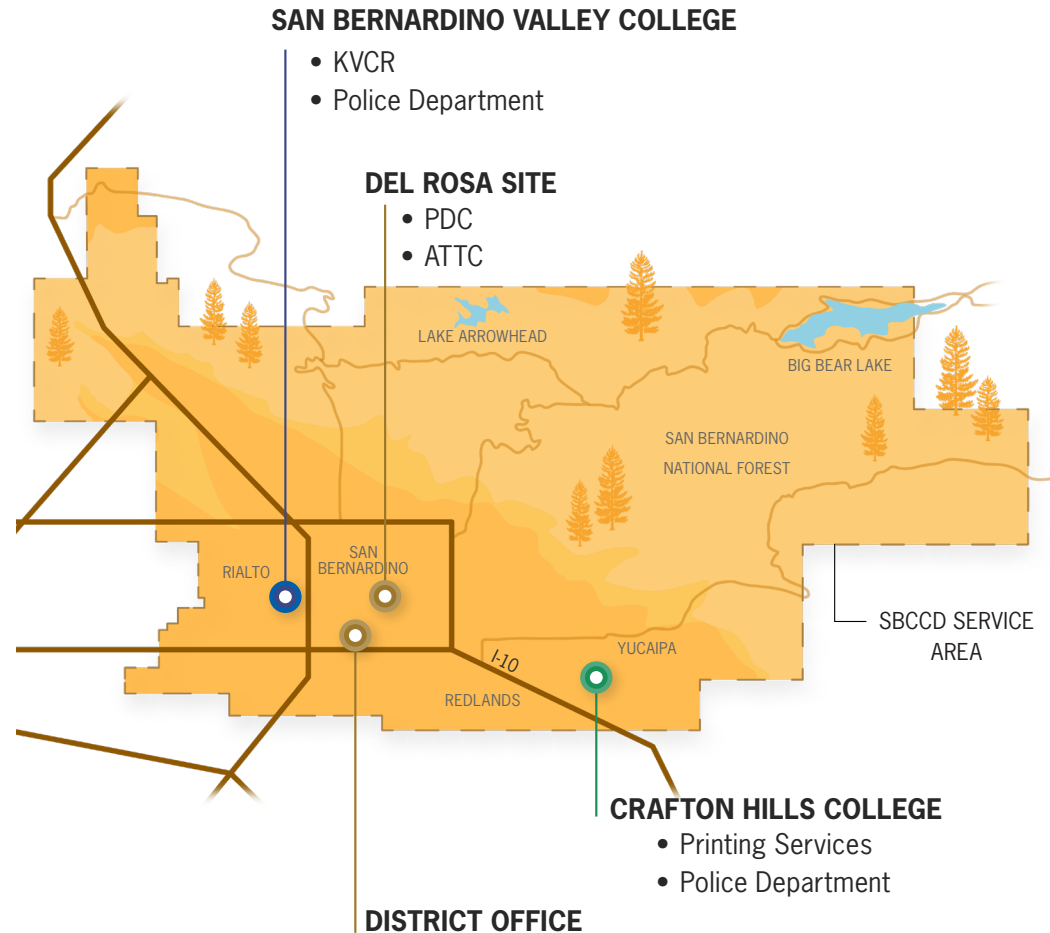 SAN BERNARDINO VALLEY COLLEGE
• KVCR
• Police Department
DEL ROSA SITE
• PDC
• ATTC
LAKE ARROWHEAD
BIG BEAR LAKE
SAN BERNARDINO
NATIONAL FOREST
RIALTO
SAN
BERNARDINO
SBCCD SERVICE
AREA
YUCAIPA
I-10
REDLANDS
CRAFTON HILLS COLLEGE
• Printing Services
• Police Department
DISTRICT OFFICE